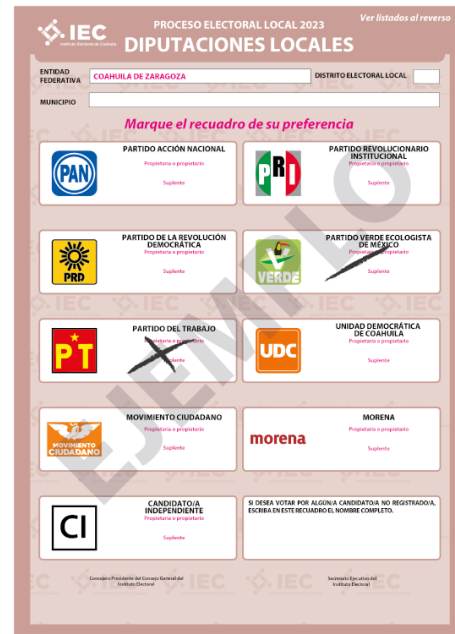 Ver listados al reverso
IEC
PROCESO ELECTORAL LOCAL 2023
DIPUTACIONES LOCALES
ENTIDAD
FEDERATIVA
COAHUILA DE ZARAGOZA
DISTRITO ELECTORAL LOCAL
MUNICIPIO
Marque el recuadro de su preferencia
PAN
PARTIDO ACCIÓN NACIONAL
Propietaria o propietario
Suplente
PRI
PARTIDO REVOLUCIONARIO
INSTITUCIONAL
Propietaria o propietario
Suplente
PRD
PARTIDO DE LA REVOLUCIÓN
DEMOCRÁTICA
Propietaria o propietario
Suplente
VERDE
PARTIDO VERDE ECOLOGISTA
DE MÉXICO
Propietaria o propietario
Suplente
PT
PARTIDO DEL TRABAJO
Propietaria o propietario
Suplente
UDC
UNIDAD DEMOCRÁTICA
DE COAHUILA
Propietaria o propietario
Suplente
MOVIMIENTO
CIUDADANO
MOVIMIENTO CIUDADANO
Propietaria o propietario
Suplente
morena
MORENA
Propietaria o propietario
Suplente
CI
CANDIDATO/A
INDEPENDIENTE
Propietaria o propietario
Suplente
SI DESEA VOTAR POR ALGÚN/A CANDIDATO/A NO REGISTRADO/A,
ESCRIBA EN ESTE RECUADRO EL NOMBRE COMPLETO.
Consejero Presidente del Consejo General del
Instituto Electoral
Secretario Ejecutivo del
Instituto Electoral
EJEMPLO